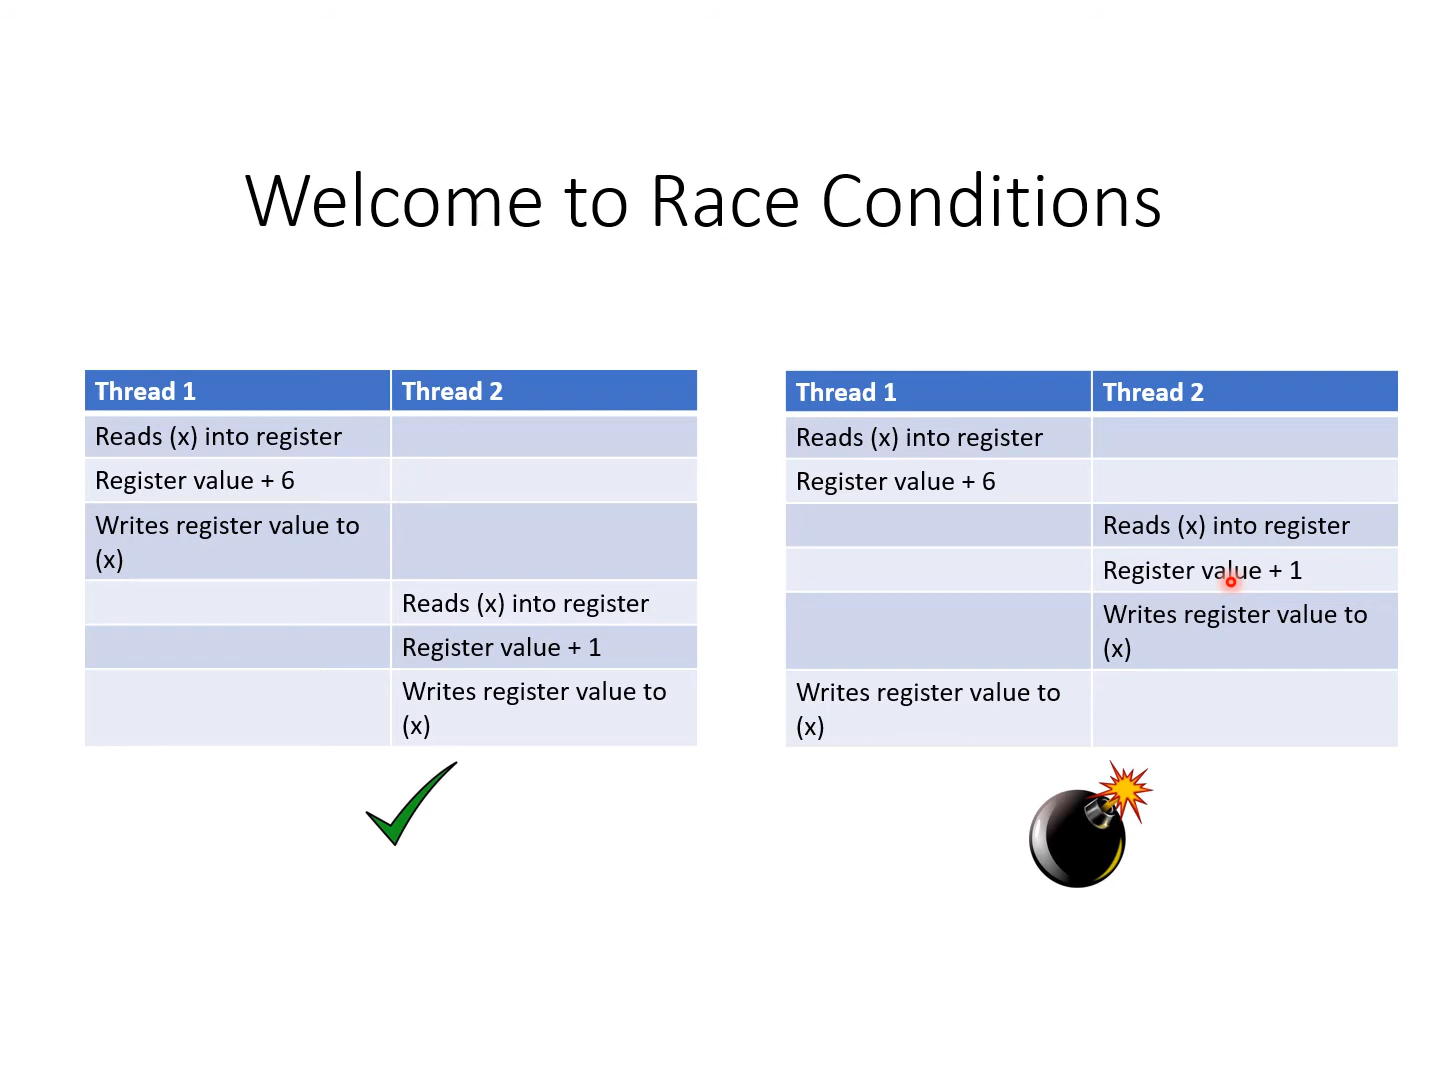 Welcome to Race Conditions
Thread 1
Thread 2
Reads (x) into register
Register value + 6
Writes register value to
(x)
Reads (x) into register
Register value + 1
Writes register value to
(x)
Thread 1
Thread 2
Reads (x) into register
Register value + 6
Reads (x) into register
Register value + 1
Writes register value to
(x)
Writes register value to
(x)